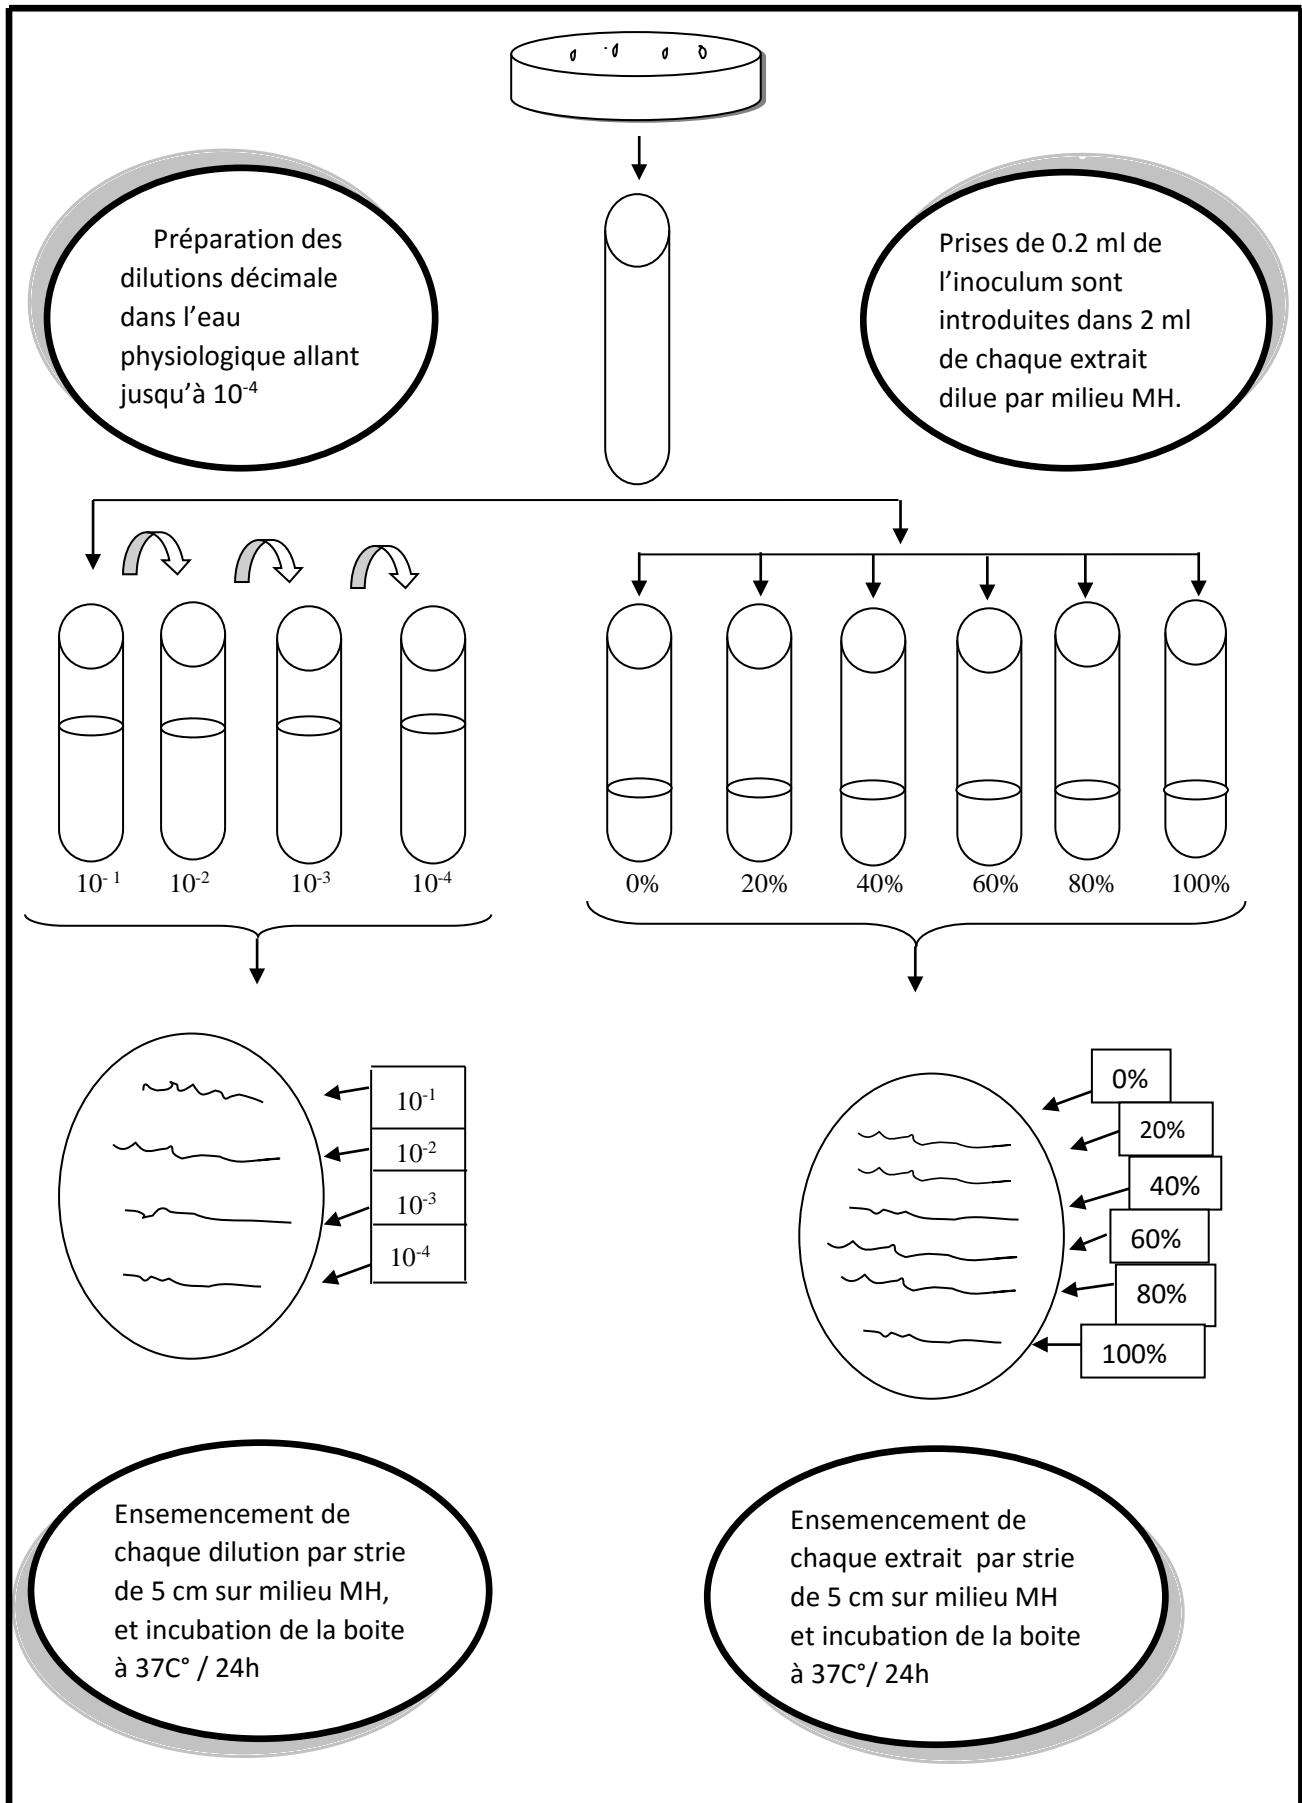 Préparation des
dilutions décimale
dans l’eau
physiologique allant
jusqu’à 10⁻⁴
Prises de 0.2 ml de
l’inoculum sont
introduites dans 2 ml
de chaque extrait
dilue par milieu MH.
10⁻¹ 10⁻² 10⁻³ 10⁻⁴
0% 20% 40% 60% 80% 100%
10⁻¹
10⁻²
10⁻³
10⁻⁴
0%
20%
40%
60%
80%
100%
Ensemencement de
chaque dilution par strie
de 5 cm sur milieu MH,
et incubation de la boite
à 37C° / 24h
Ensemencement de
chaque extrait par strie
de 5 cm sur milieu MH
et incubation de la boite
à 37C°/ 24h